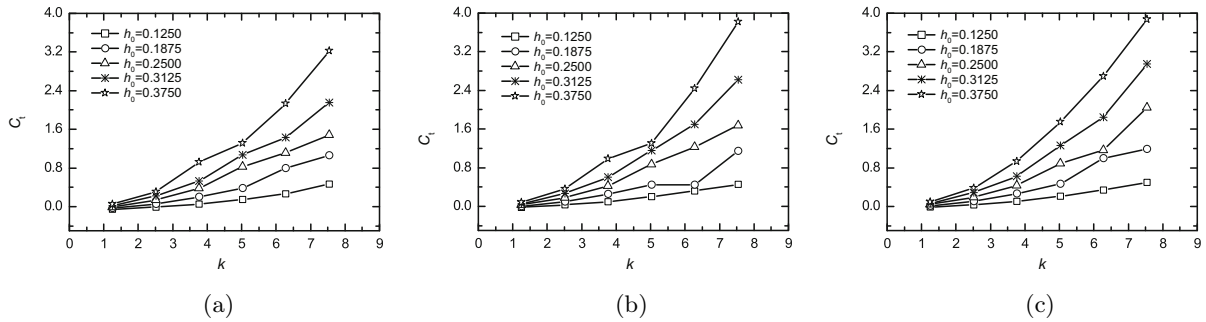 4.0
3.2
2.4
1.6
0.8
0.0
C_t
h_0=0.1250
h_0=0.1875
h_0=0.2500
h_0=0.3125
h_0=0.3750
0 1 2 3 4 5 6 7 8 9
k
(a)
4.0
3.2
2.4
1.6
0.8
0.0
C_t
h_0=0.1250
h_0=0.1875
h_0=0.2500
h_0=0.3125
h_0=0.3750
0 1 2 3 4 5 6 7 8 9
k
(b)
4.0
3.2
2.4
1.6
0.8
0.0
C_t
h_0=0.1250
h_0=0.1875
h_0=0.2500
h_0=0.3125
h_0=0.3750
0 1 2 3 4 5 6 7 8 9
k
(c)